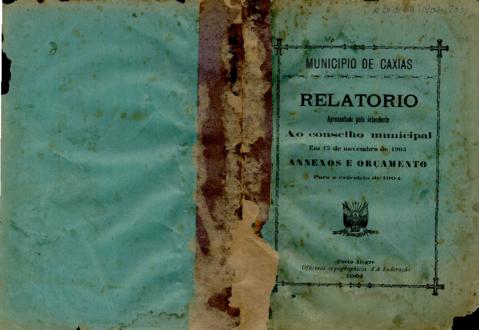 MUNICIPIO DE CAXIAS
RELATORIO
Apresentado pelo intendente
Ao conselho municipal
Em 15 de novembro de 1903
ANNEXOS E ORÇAMENTO
Para o exercicio de 1904
Porto Alegre
Officinas typographicas d'A Federação
1904